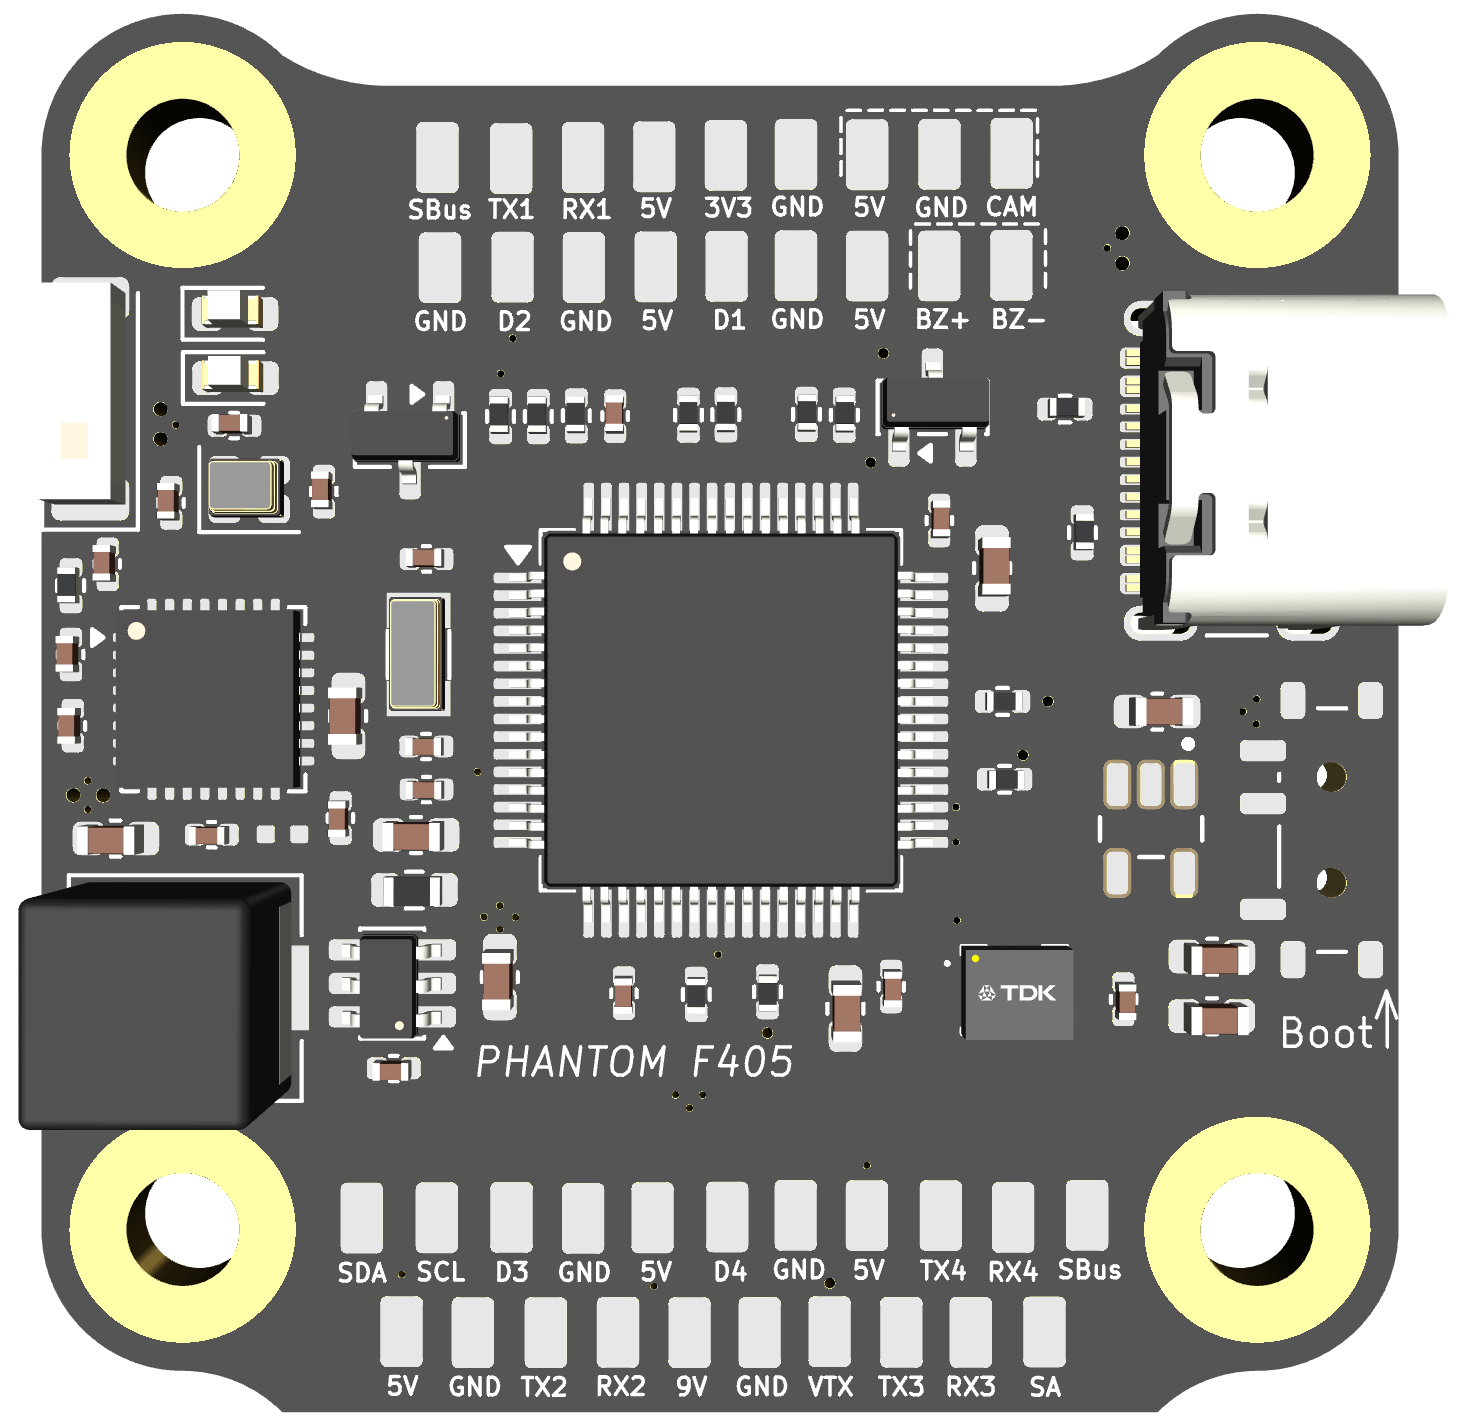 SBus TX1 RX1 5V 3V3 GND 5V GND CAM
GND D2 GND 5V D1 GND 5V BZ+ BZ-
TDK
Boot
PHANTOM F405
SDA SCL D3 GND 5V D4 GND 5V TX4 RX4 SBus
5V GND TX2 RX2 9V GND VTX TX3 RX3 SA